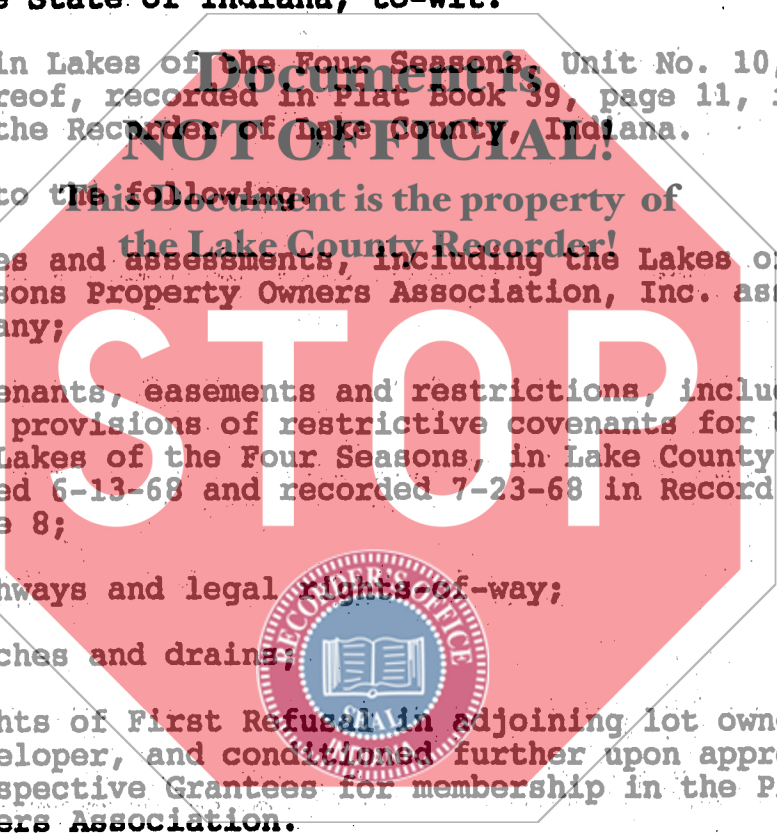 e State of Indiana, to-wit:
in Lakes of the Four Seasons, Unit No. 10,
reof, recorded in Plat Book 39, page 11, i
the Recorder of Lake County, Indiana.
to the following:
es and assessments, including the Lakes o
sons Property Owners Association, Inc. ass
any;
enants, easements and restrictions, includ
provisions of restrictive covenants for t
Lakes of the Four Seasons, in Lake County
ed 6-13-68 and recorded 7-23-68 in Record
e 8;
hways and legal rights-of-way;
ches and drains;
hts of First Refusal in adjoining lot owne
eloper, and conditioned further upon appro
spective Grantees for membership in the P
ers Association.
Document is
NOT OFFICIAL!
This Document is the property of
the Lake County Recorder!
STOP
RECORDER'S OFFICE
SEAL